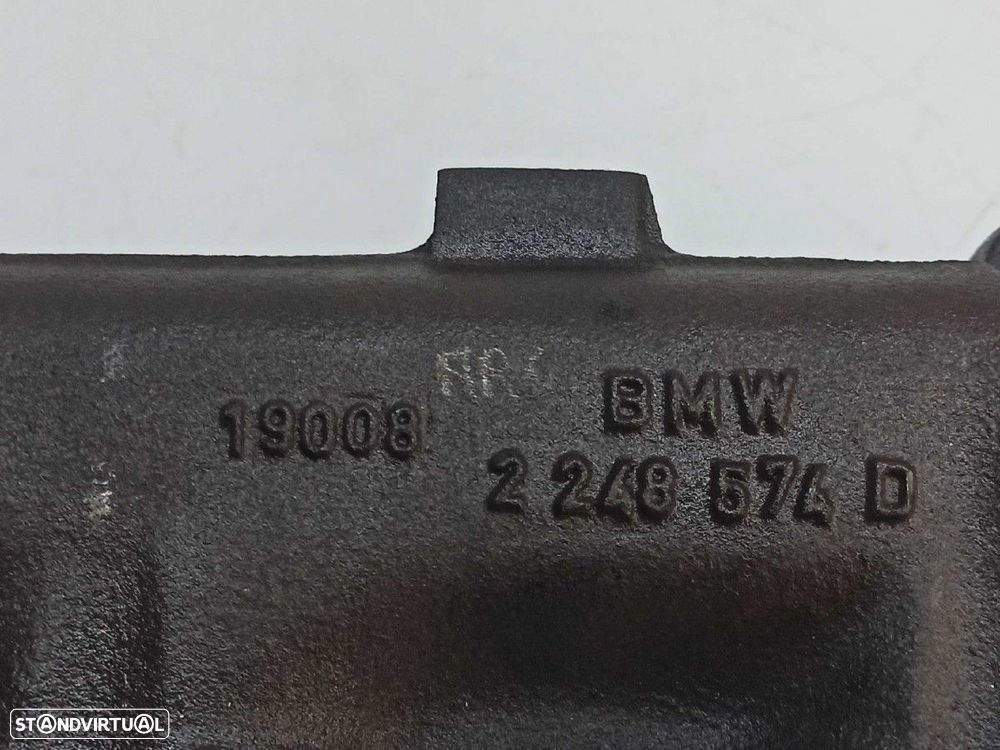 BMW
19008
2 248 574 D
STANDVIRTUAL